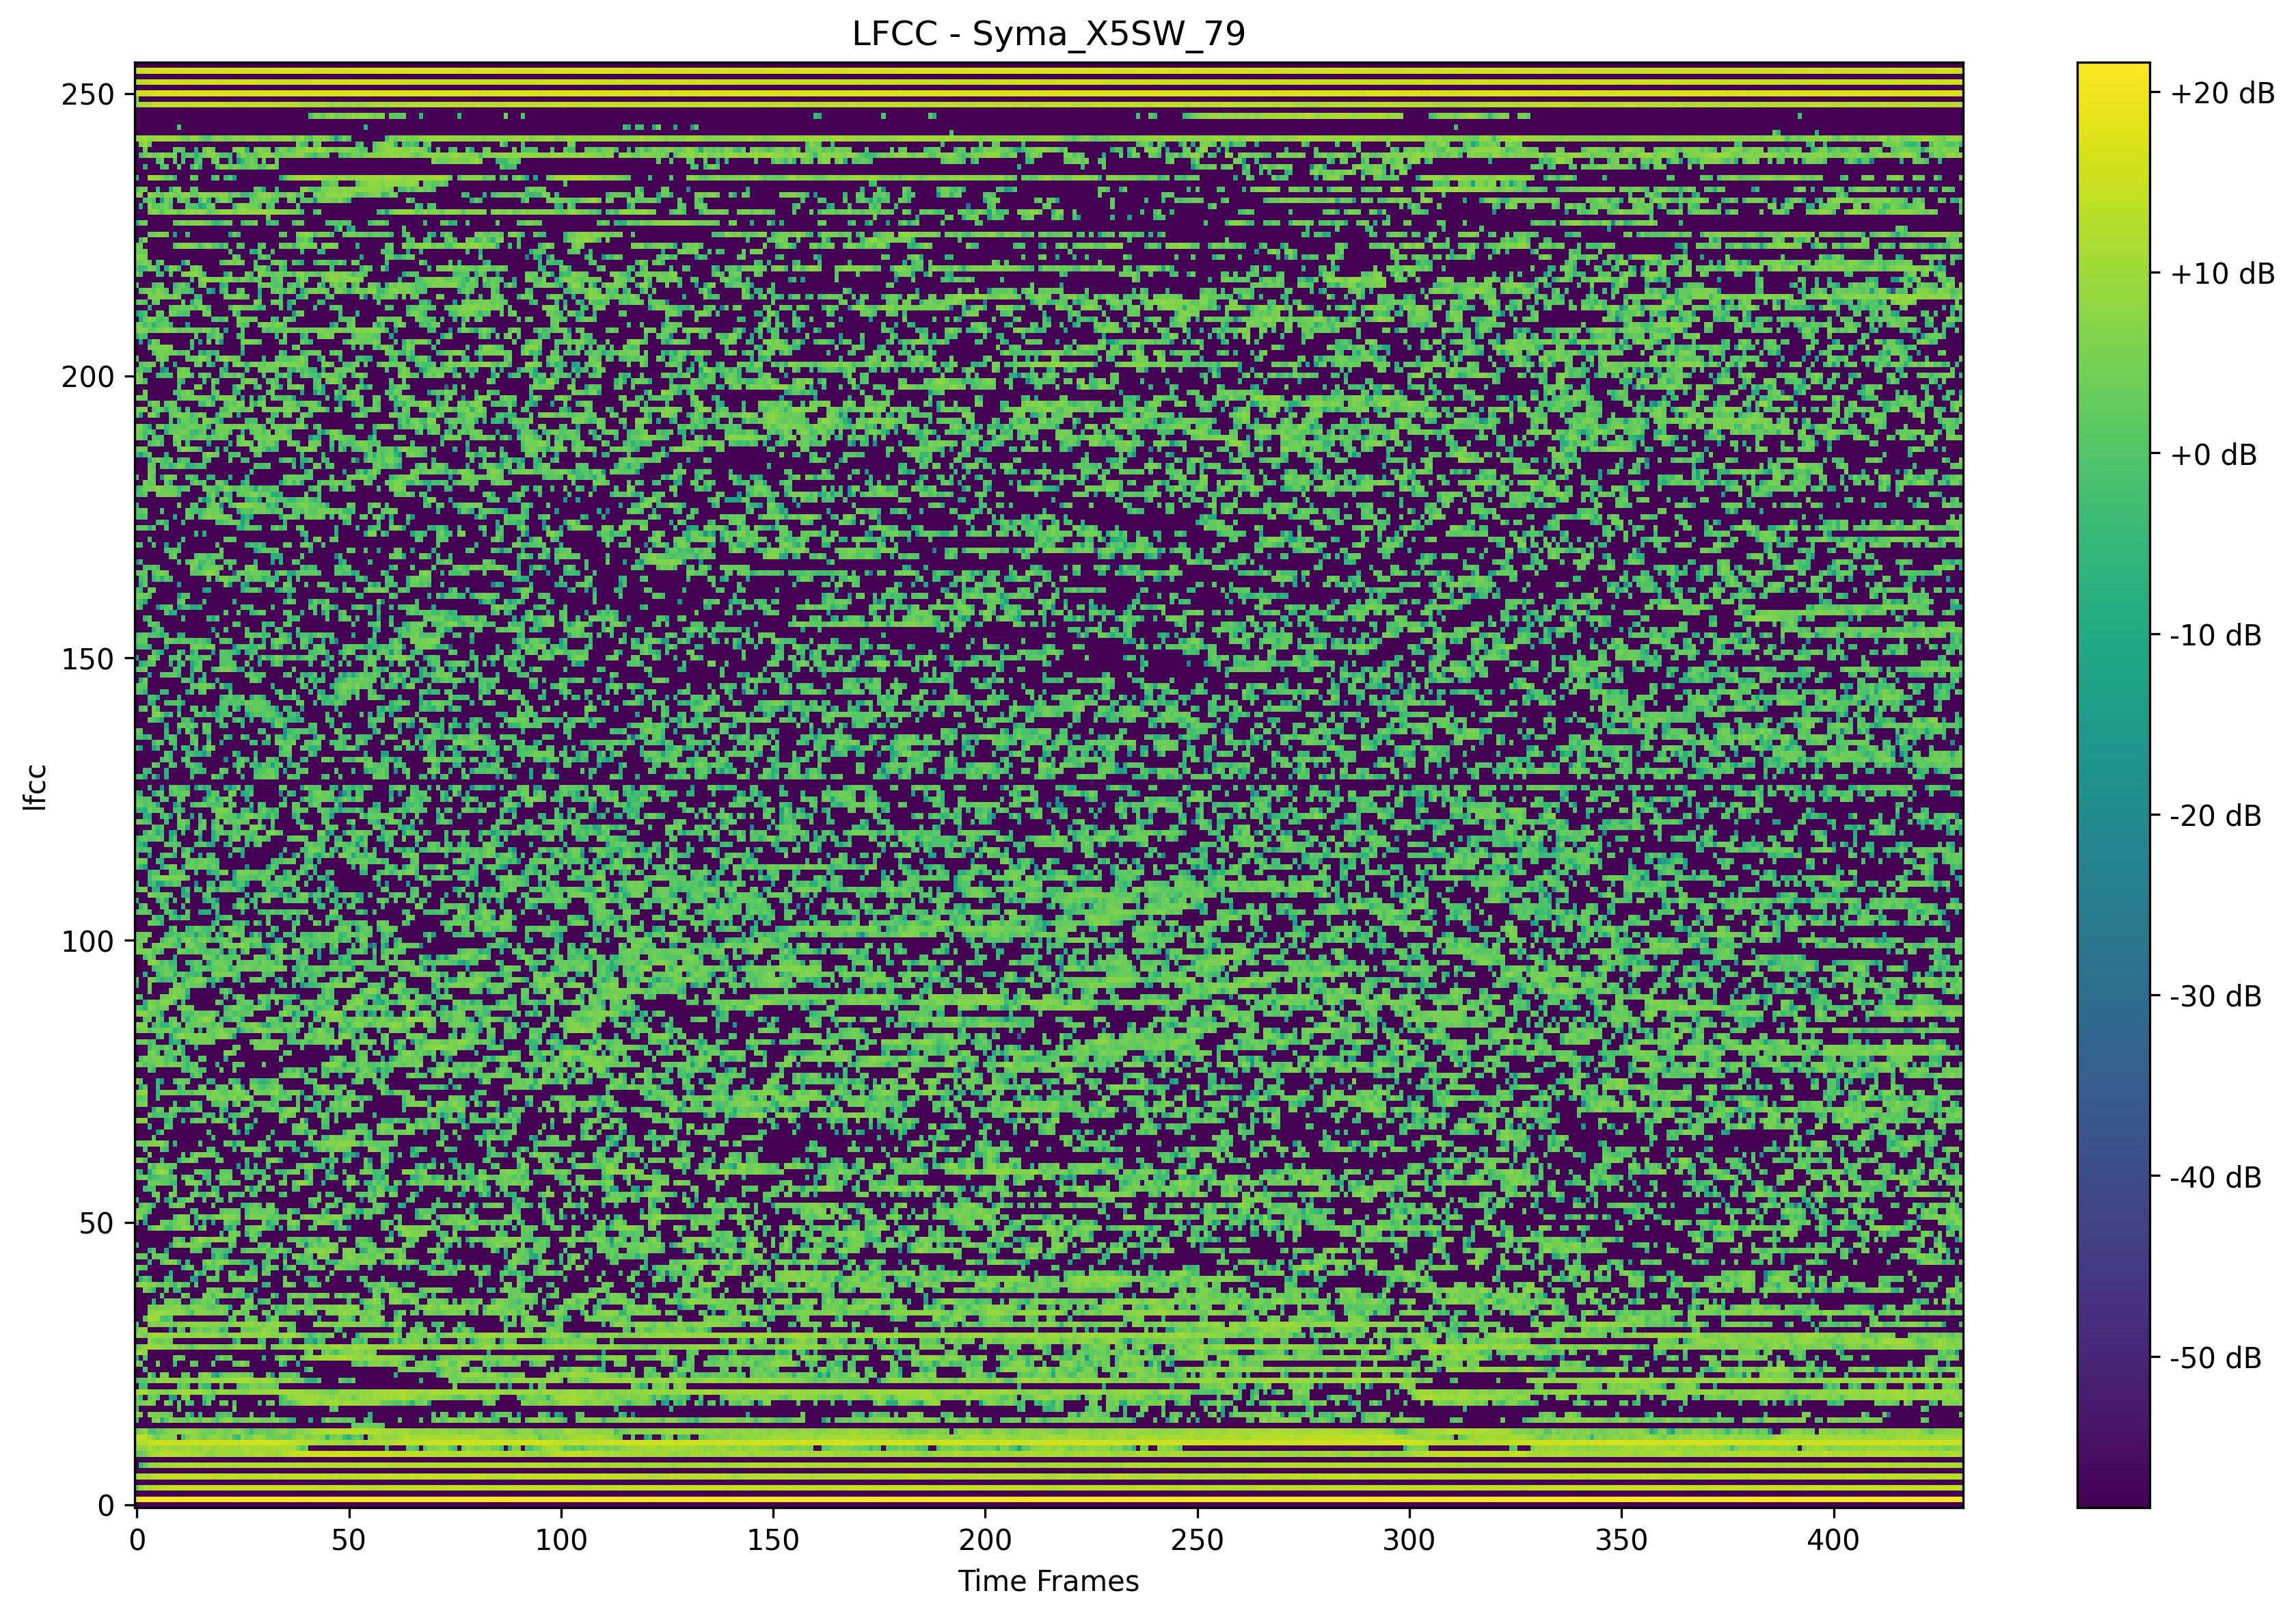 LFCC - Syma_X5SW_79
250
200
150
100
50
0
lfcc
0 50 100 150 200 250 300 350 400
Time Frames
+20 dB
+10 dB
+0 dB
-10 dB
-20 dB
-30 dB
-40 dB
-50 dB